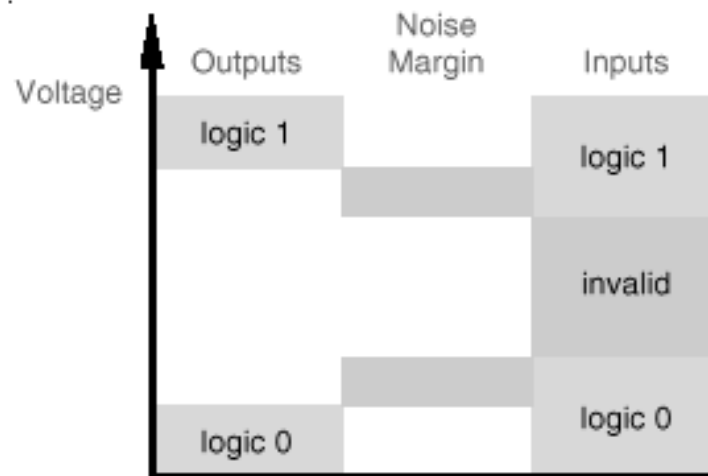 Voltage
Outputs
Noise
Margin
Inputs
logic 1
logic 1
invalid
logic 0
logic 0